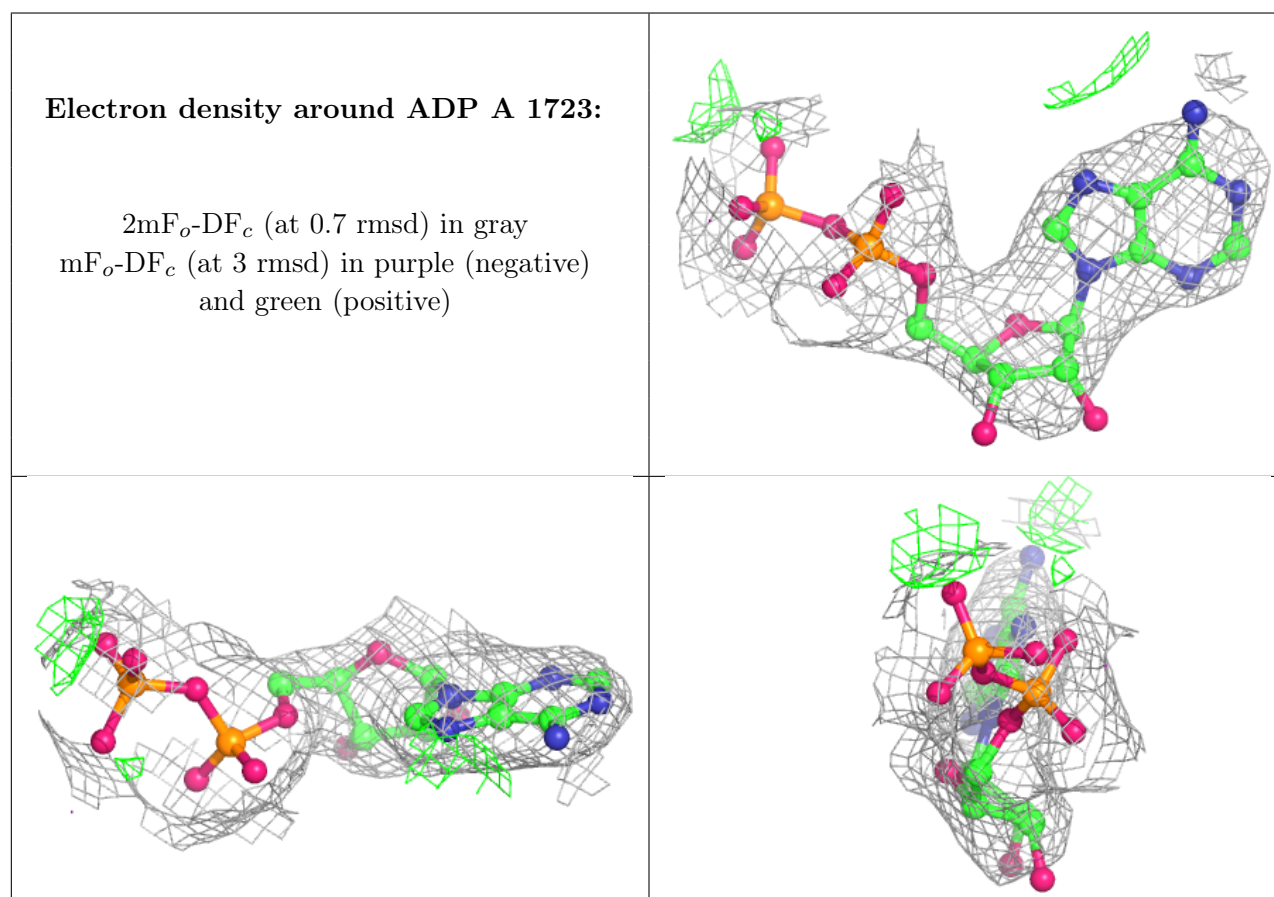 Electron density around ADP A 1723:
2mFo-DFc (at 0.7 rmsd) in gray
mFo-DFc (at 3 rmsd) in purple (negative)
and green (positive)